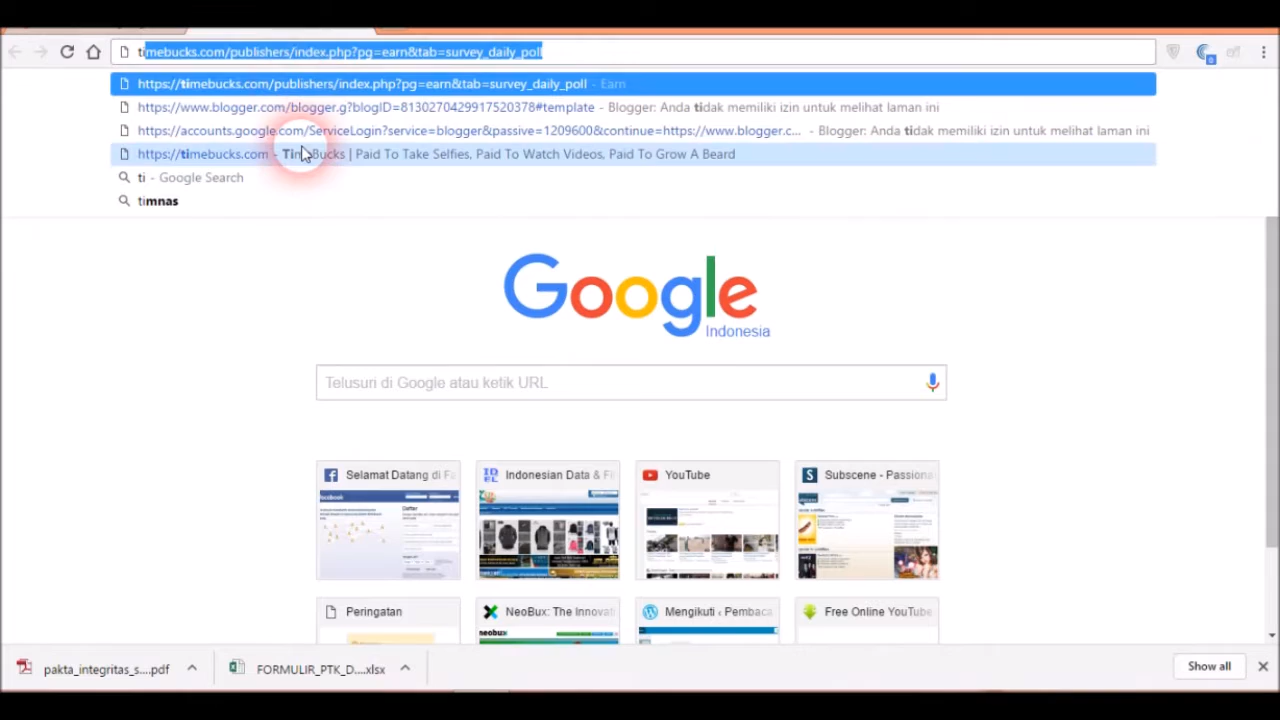 timebucks.com/publishers/index.php?pg=earn&tab=survey_daily_poll
https://timebucks.com/publishers/index.php?pg=earn&tab=survey_daily_poll - Earn
https://www.blogger.com/blogger.g?blogID=8130270429917520378#template - Blogger: Anda tidak memiliki izin untuk melihat laman ini
https://accounts.google.com/ServiceLogin?service=blogger&passive=1209600&continue=https://www.blogger.c... - Blogger: Anda tidak memiliki izin untuk melihat laman ini
https://timebucks.com - TimeBucks | Paid To Take Selfies, Paid To Watch Videos, Paid To Grow A Beard
ti - Google Search
timnas
Google
Indonesia
Telusuri di Google atau ketik URL
Selamat Datang di Fa
Indonesian Data & Fi
YouTube
Subscene - Passiona
Peringatan
NeoBux: The Innovat
Mengikuti ‹ Pembaca
Free Online YouTube
pakta_integritas_s....pdf
FORMULIR_PTK_D....xlsx
Show all